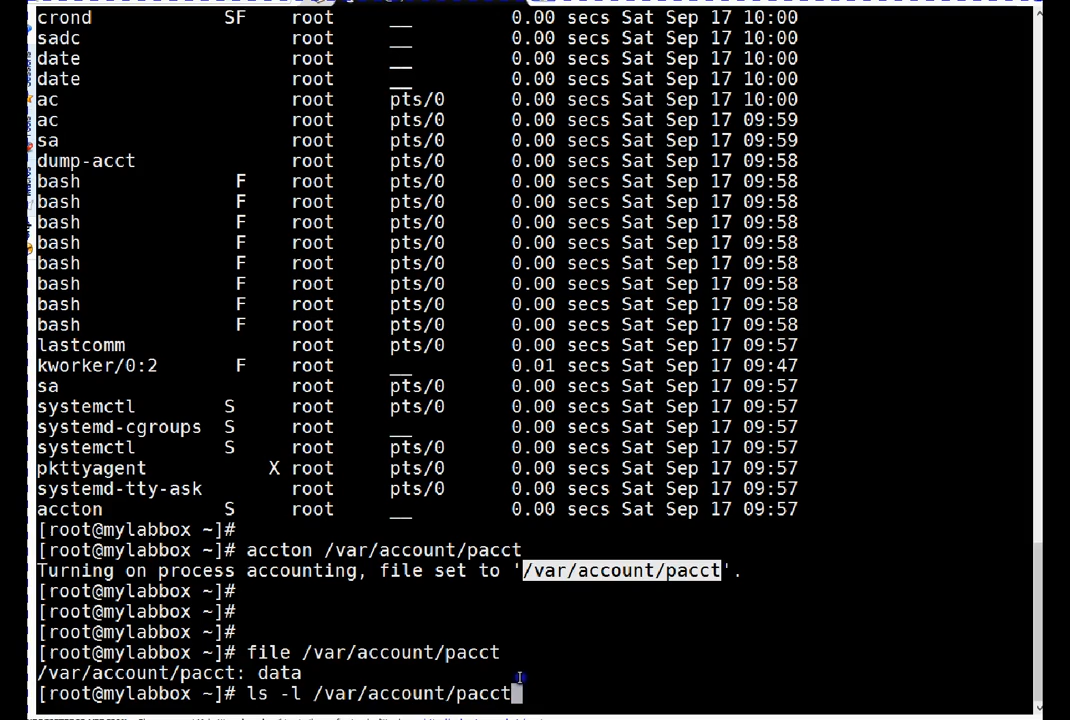 crond SF root __ 0.00 secs Sat Sep 17 10:00
sadc root __ 0.00 secs Sat Sep 17 10:00
date root __ 0.00 secs Sat Sep 17 10:00
date root __ 0.00 secs Sat Sep 17 10:00
ac root pts/0 0.00 secs Sat Sep 17 10:00
ac root pts/0 0.00 secs Sat Sep 17 09:59
sa root pts/0 0.00 secs Sat Sep 17 09:59
dump-acct root pts/0 0.00 secs Sat Sep 17 09:58
bash F root pts/0 0.00 secs Sat Sep 17 09:58
bash F root pts/0 0.00 secs Sat Sep 17 09:58
bash F root pts/0 0.00 secs Sat Sep 17 09:58
bash F root pts/0 0.00 secs Sat Sep 17 09:58
bash F root pts/0 0.00 secs Sat Sep 17 09:58
bash F root pts/0 0.00 secs Sat Sep 17 09:58
bash F root pts/0 0.00 secs Sat Sep 17 09:58
bash F root pts/0 0.00 secs Sat Sep 17 09:58
lastcomm root pts/0 0.00 secs Sat Sep 17 09:57
kworker/0:2 F root __ 0.01 secs Sat Sep 17 09:47
sa root pts/0 0.00 secs Sat Sep 17 09:57
systemctl S root pts/0 0.00 secs Sat Sep 17 09:57
systemd-cgroups S root __ 0.00 secs Sat Sep 17 09:57
systemctl S root pts/0 0.00 secs Sat Sep 17 09:57
pkttyagent X root pts/0 0.00 secs Sat Sep 17 09:57
systemd-tty-ask root pts/0 0.00 secs Sat Sep 17 09:57
accton S root __ 0.00 secs Sat Sep 17 09:57
[root@mylabbox ~]#
[root@mylabbox ~]# accton /var/account/pacct
Turning on process accounting, file set to '/var/account/pacct'.
[root@mylabbox ~]#
[root@mylabbox ~]#
[root@mylabbox ~]#
[root@mylabbox ~]# file /var/account/pacct
/var/account/pacct: data
[root@mylabbox ~]# ls -l /var/account/pacct